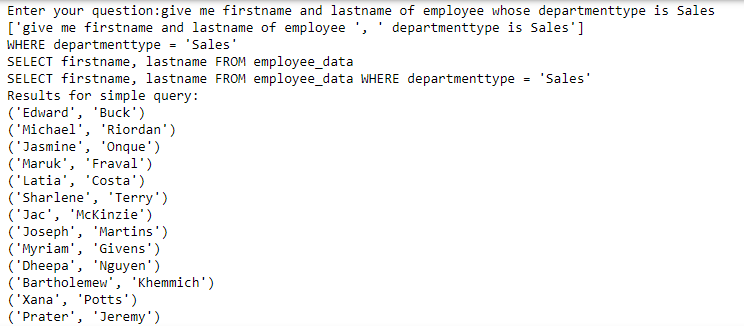 Enter your question:give me firstname and lastname of employee whose departmenttype is Sales
['give me firstname and lastname of employee ', ' departmenttype is Sales']
WHERE departmenttype = 'Sales'
SELECT firstname, lastname FROM employee_data
SELECT firstname, lastname FROM employee_data WHERE departmenttype = 'Sales'
Results for simple query:
('Edward', 'Buck')
('Michael', 'Riordan')
('Jasmine', 'Onque')
('Maruk', 'Fraval')
('Latia', 'Costa')
('Sharlene', 'Terry')
('Jac', 'McKinzie')
('Joseph', 'Martins')
('Myriam', 'Givens')
('Dheepa', 'Nguyen')
('Bartholemew', 'Khemmich')
('Xana', 'Potts')
('Prater', 'Jeremy')